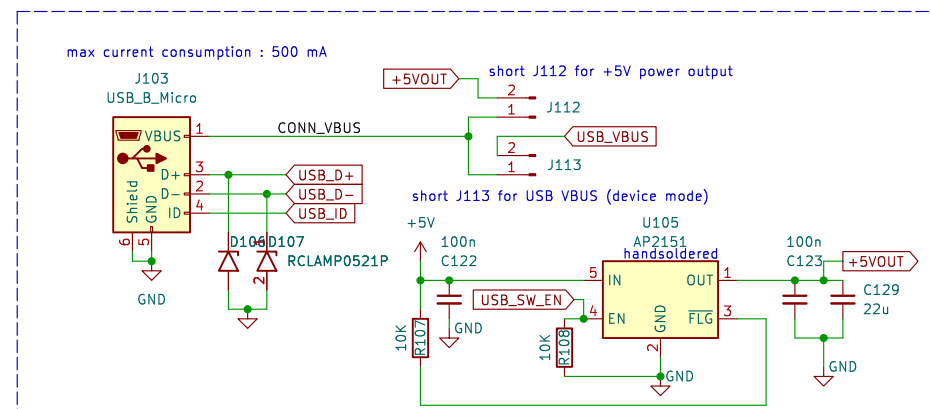 max current consumption : 500 mA
J103
USB_B_Micro
VBUS
1
D+
3
D-
2
ID
4
Shield
GND
6
5
GND
CONN_VBUS
USB_D+
USB_D-
USB_ID
D106
D107
1
2
RCLAMP0521P
short J112 for +5V power output
+5VOUT
2
1
J112
USB_VBUS
2
1
J113
short J113 for USB VBUS (device mode)
+5V
100n
C122
GND
USB_SW_EN
10K
R107
10K
R108
U105
AP2151
handsoldered
5
IN
OUT
1
4
EN
GND
FLG
3
2
GND
100n
C123
+5VOUT
C129
22u
GND